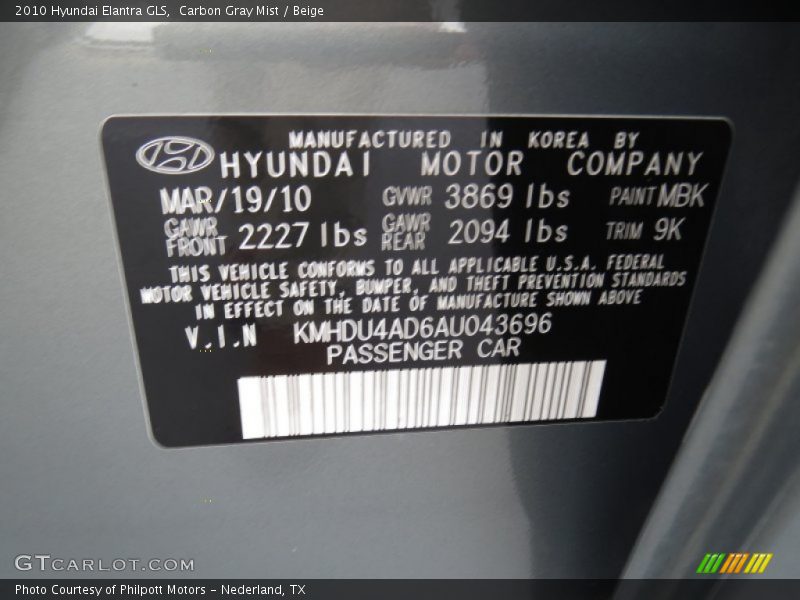 2010 Hyundai Elantra GLS, Carbon Gray Mist / Beige
MANUFACTURED IN KOREA BY
HYUNDAI MOTOR COMPANY
MAR/19/10 GVWR 3869 lbs PAINT MBK
GAWR FRONT 2227 lbs GAWR REAR 2094 lbs TRIM 9K
THIS VEHICLE CONFORMS TO ALL APPLICABLE U.S.A. FEDERAL
MOTOR VEHICLE SAFETY, BUMPER, AND THEFT PREVENTION STANDARDS
IN EFFECT ON THE DATE OF MANUFACTURE SHOWN ABOVE
V.I.N KMHDU4AD6AU043696
PASSENGER CAR
GTCARLOT.COM
Photo Courtesy of Philpott Motors - Nederland, TX